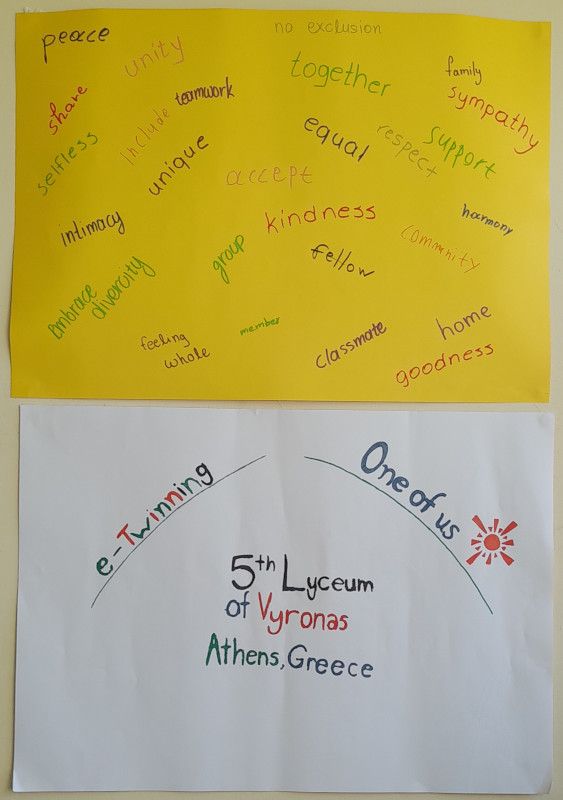 peace
no exclusion
unity
together
family
share
teamwork
sympathy
include
equal
respect
support
selfless
unique
accept
intimacy
kindness
harmony
group
fellow
community
embrace
divercity
feeling
whole
member
classmate
home
goodness
e-Twinning
One of us
5th Lyceum
of Vyronas
Athens, Greece